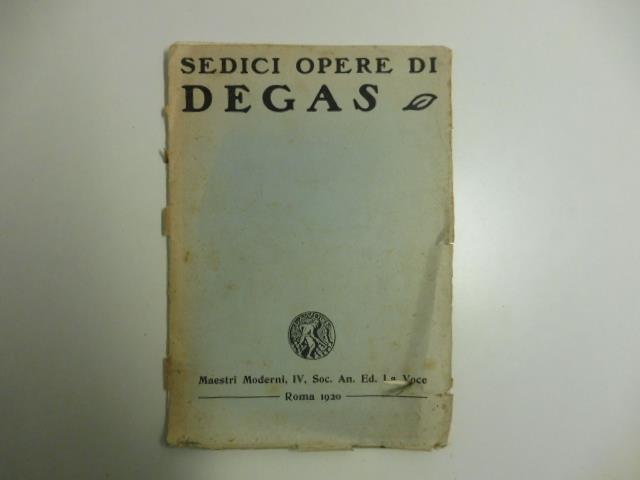 SEDICI OPERE DI
DEGAS
Maestri Moderni, IV, Soc. An. Ed. La Voce
Roma 1920